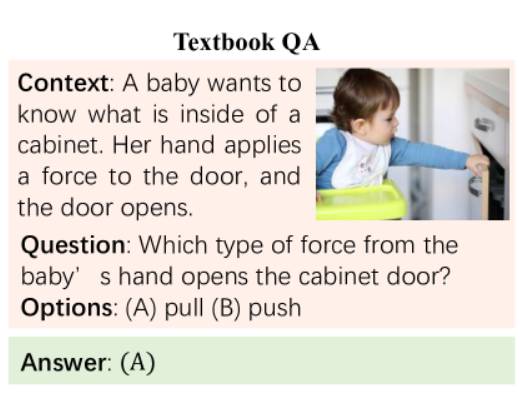 Textbook QA
Context: A baby wants to
know what is inside of a
cabinet. Her hand applies
a force to the door, and
the door opens.
Question: Which type of force from the
baby' s hand opens the cabinet door?
Options: (A) pull (B) push
Answer: (A)